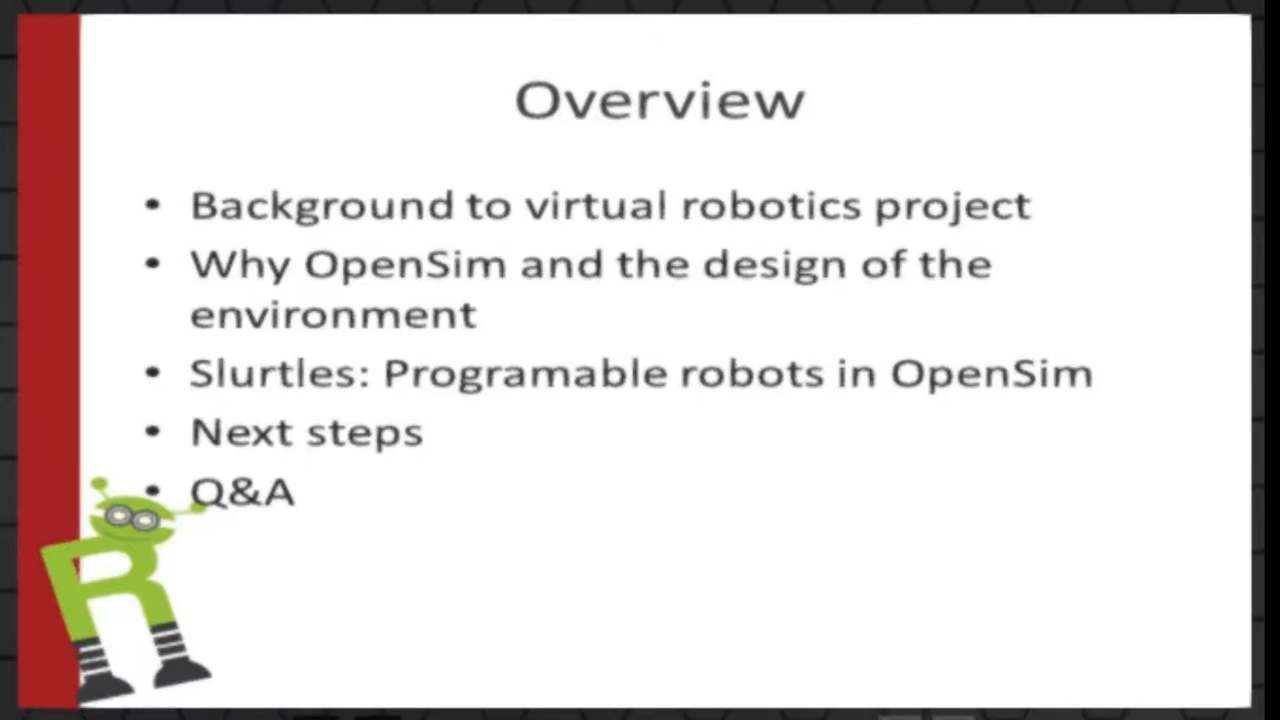 Overview
• Background to virtual robotics project
• Why OpenSim and the design of the
environment
• Slurtles: Programable robots in OpenSim
• Next steps
• Q&A
R